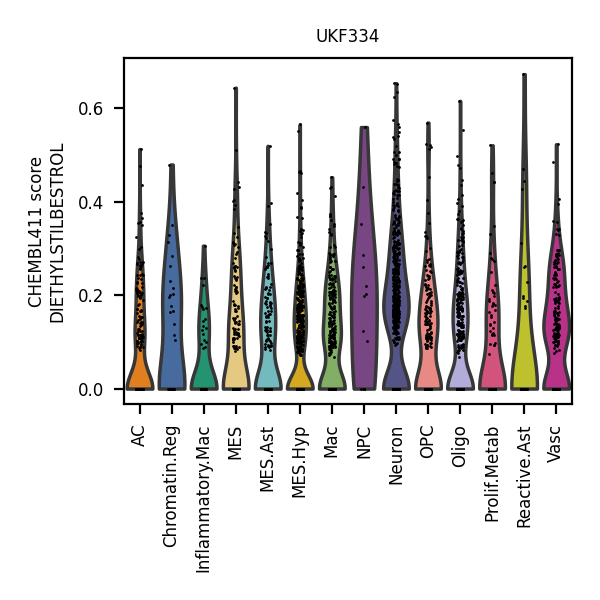 UKF334
CHEMBL411 score
DIETHYLSTILBESTROL
0.6
0.4
0.2
0.0
AC
Chromatin.Reg
Inflammatory.Mac
MES
MES.Ast
MES.Hyp
Mac
NPC
Neuron
OPC
Oligo
Prolif.Metab
Reactive.Ast
Vasc